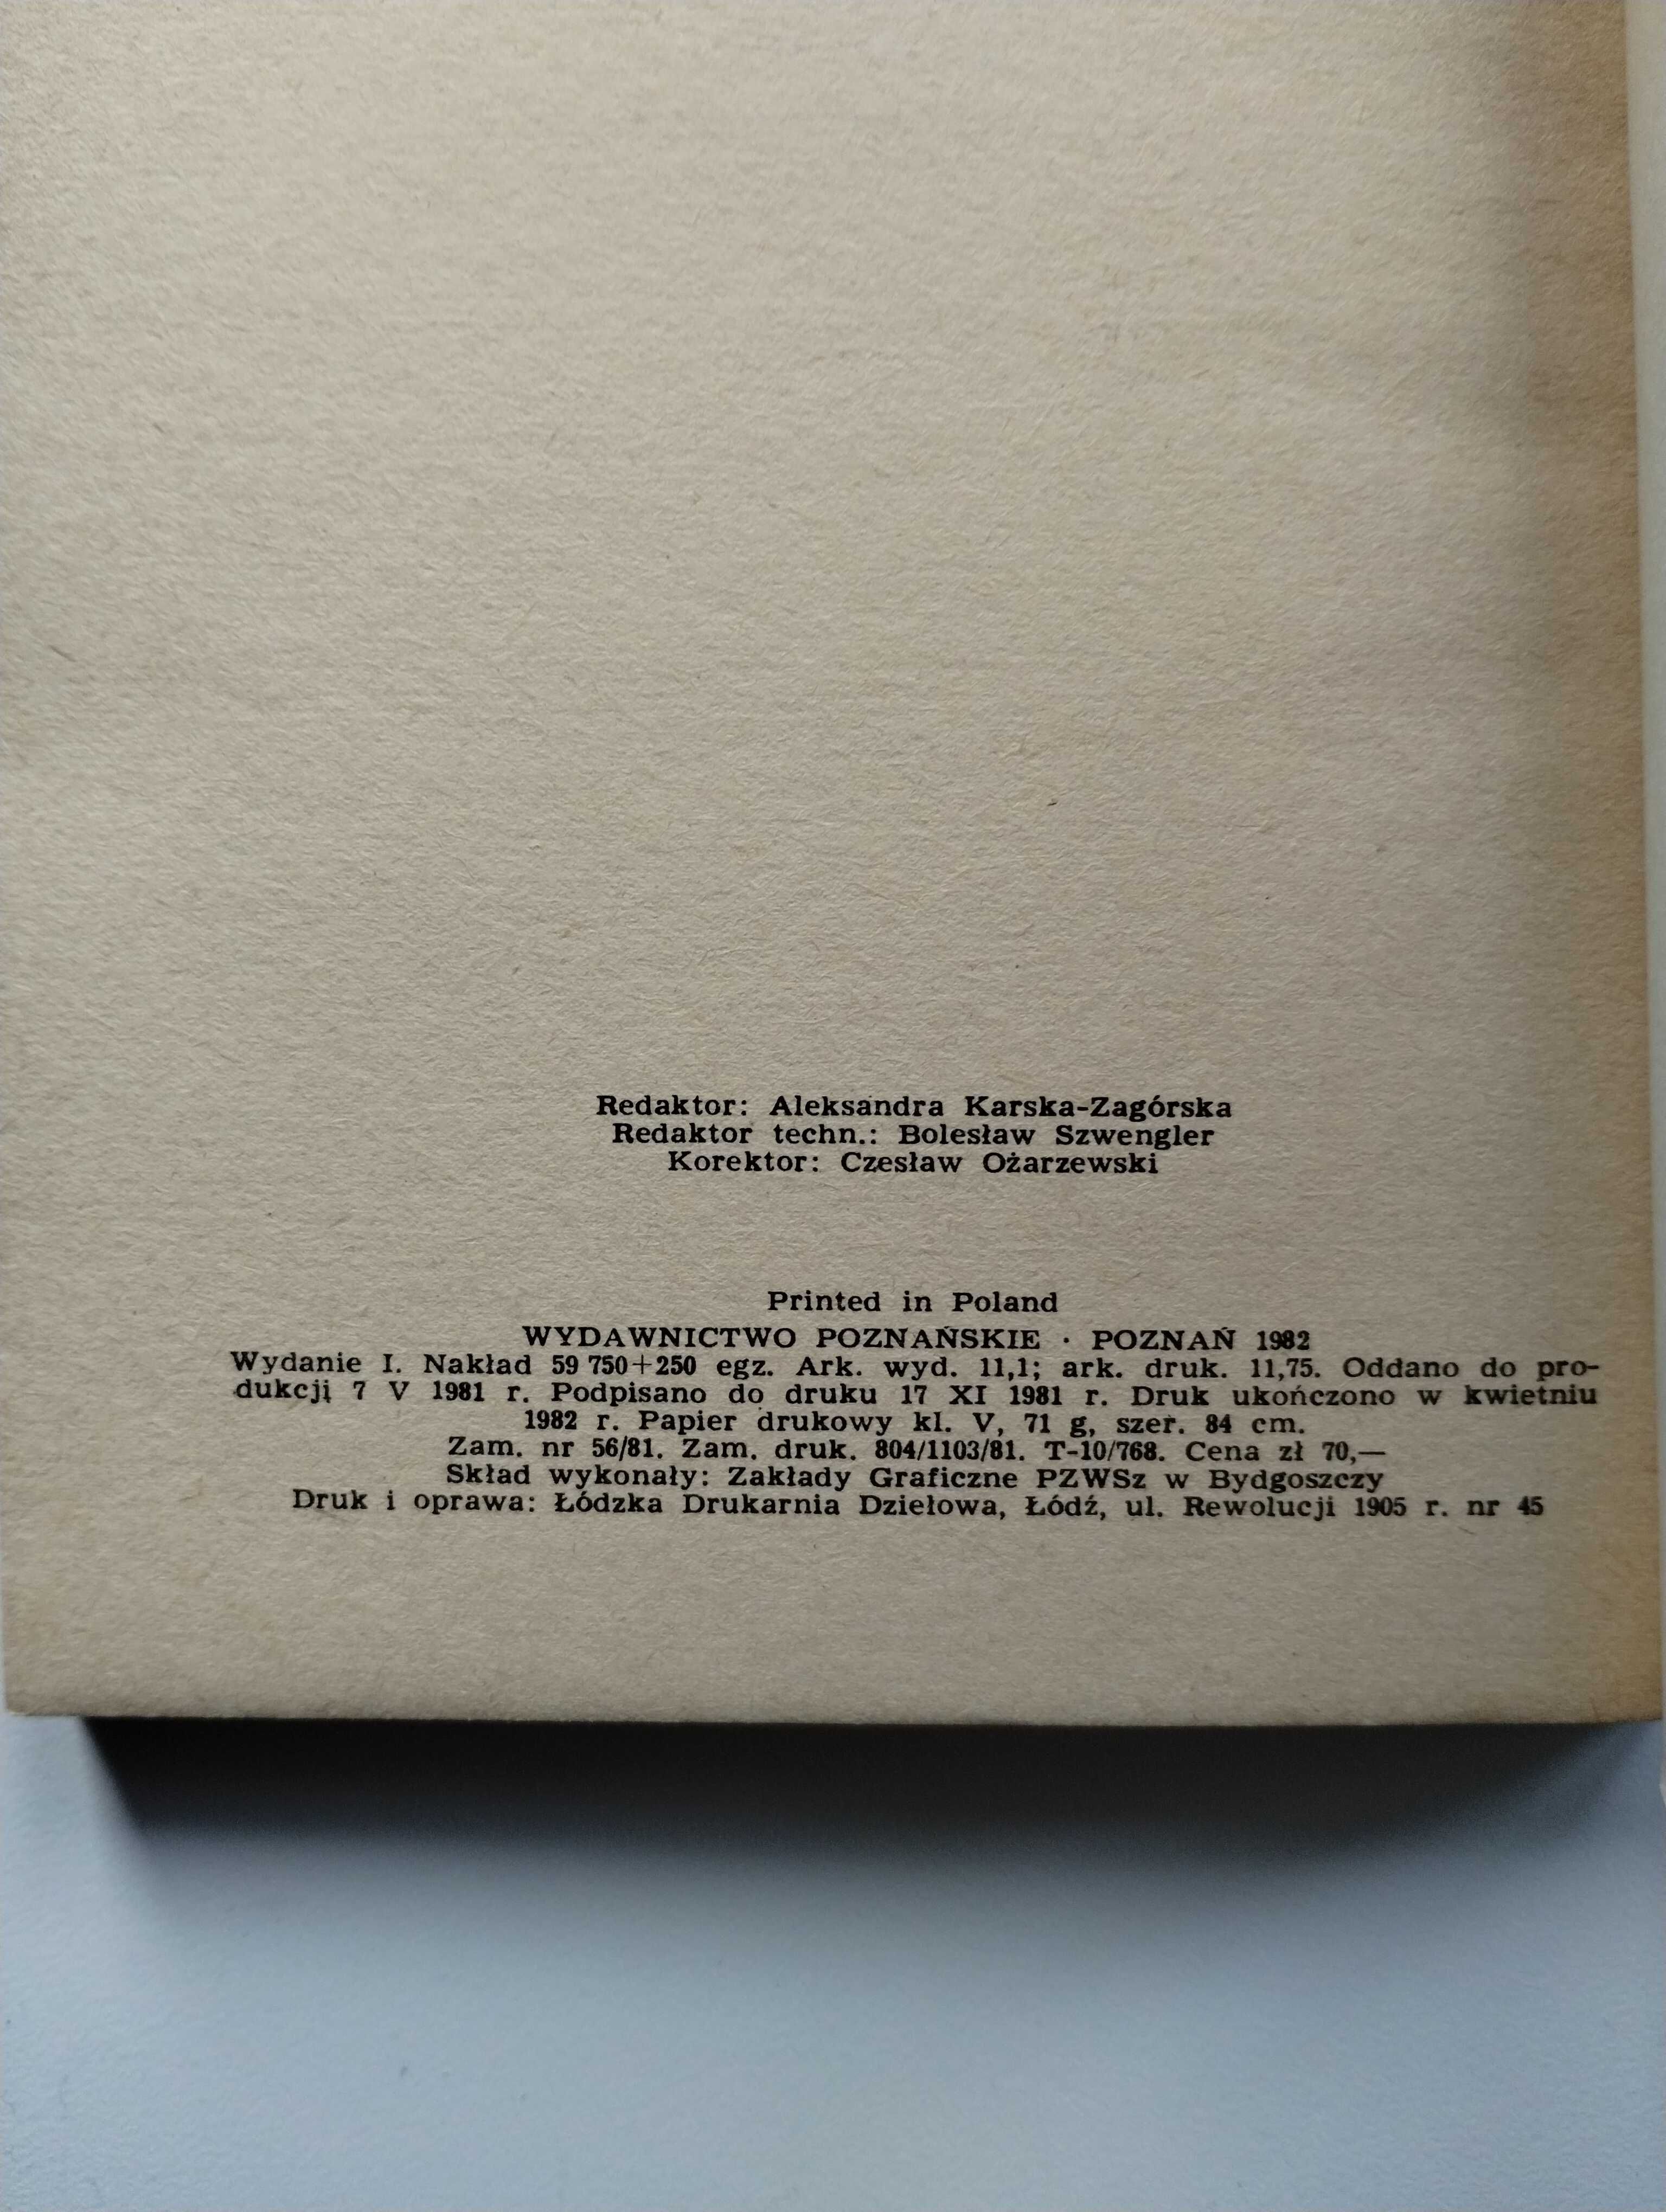 Redaktor: Aleksandra Karska-Zagórska
Redaktor techn.: Bolesław Szwengler
Korektor: Czesław Ożarzewski
Printed in Poland
WYDAWNICTWO POZNAŃSKIE · POZNAŃ 1982
Wydanie I. Nakład 59 750+250 egz. Ark. wyd. 11,1; ark. druk. 11,75. Oddano do pro-
dukcji 7 V 1981 r. Podpisano do druku 17 XI 1981 r. Druk ukończono w kwietniu
1982 r. Papier drukowy kl. V, 71 g, szer. 84 cm.
Zam. nr 56/81. Zam. druk. 804/1103/81. T-10/768. Cena zł 70,—
Skład wykonały: Zakłady Graficzne PZWSz w Bydgoszczy
Druk i oprawa: Łódzka Drukarnia Dziełowa, Łódź, ul. Rewolucji 1905 r. nr 45